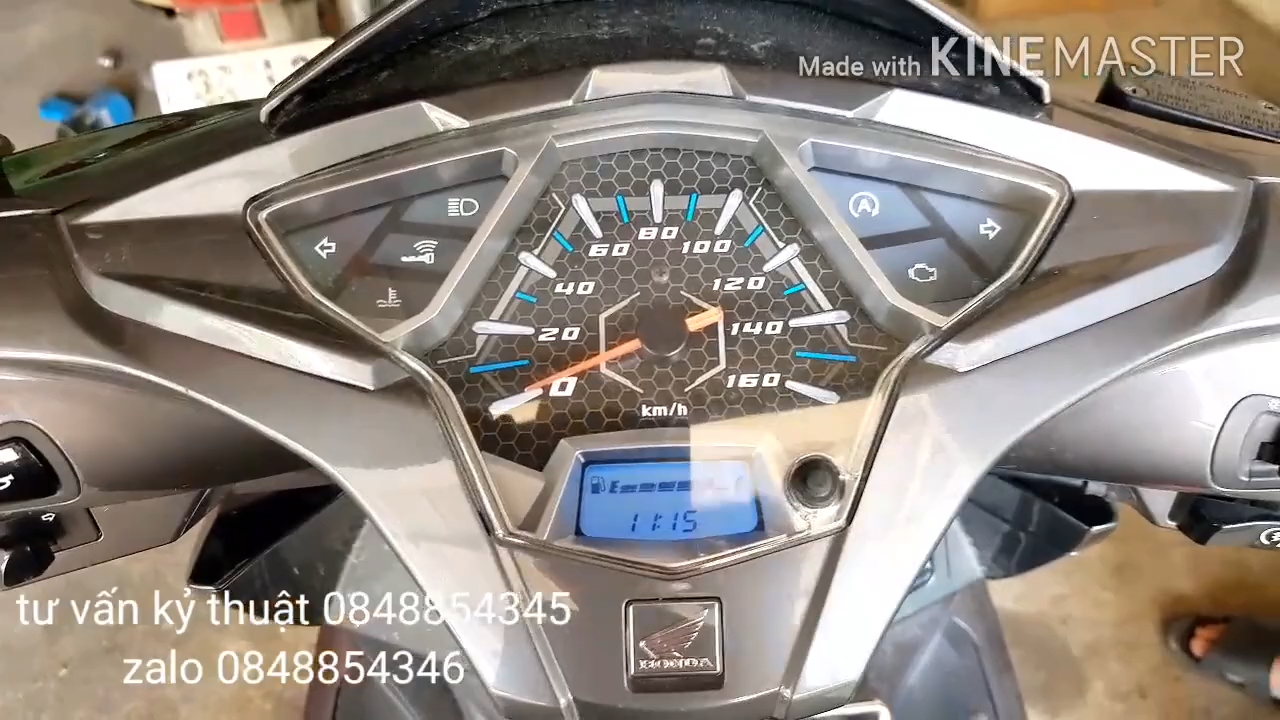 Made with KINEMASTER
60 80 100
40 120
20 140
0 160
km/h
E
11:15
HONDA
tư vấn kỷ thuật 0848854345
zalo 0848854346